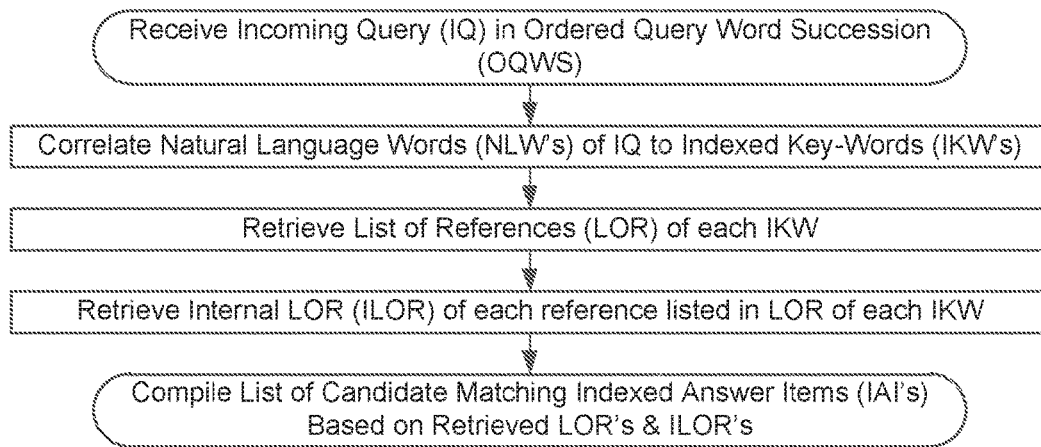 Receive Incoming Query (IQ) in Ordered Query Word Succession
(OQWS)
Correlate Natural Language Words (NLW's) of IQ to Indexed Key-Words (IKW's)
Retrieve List of References (LOR) of each IKW
Retrieve Internal LOR (ILOR) of each reference listed in LOR of each IKW
Compile List of Candidate Matching Indexed Answer Items (IAI's)
Based on Retrieved LOR's & ILOR's